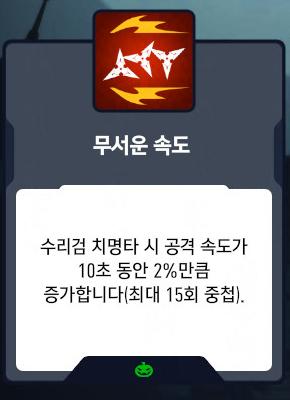 무서운 속도
수리검 치명타 시 공격 속도가
10초 동안 2%만큼
증가합니다(최대 15회 중첩).